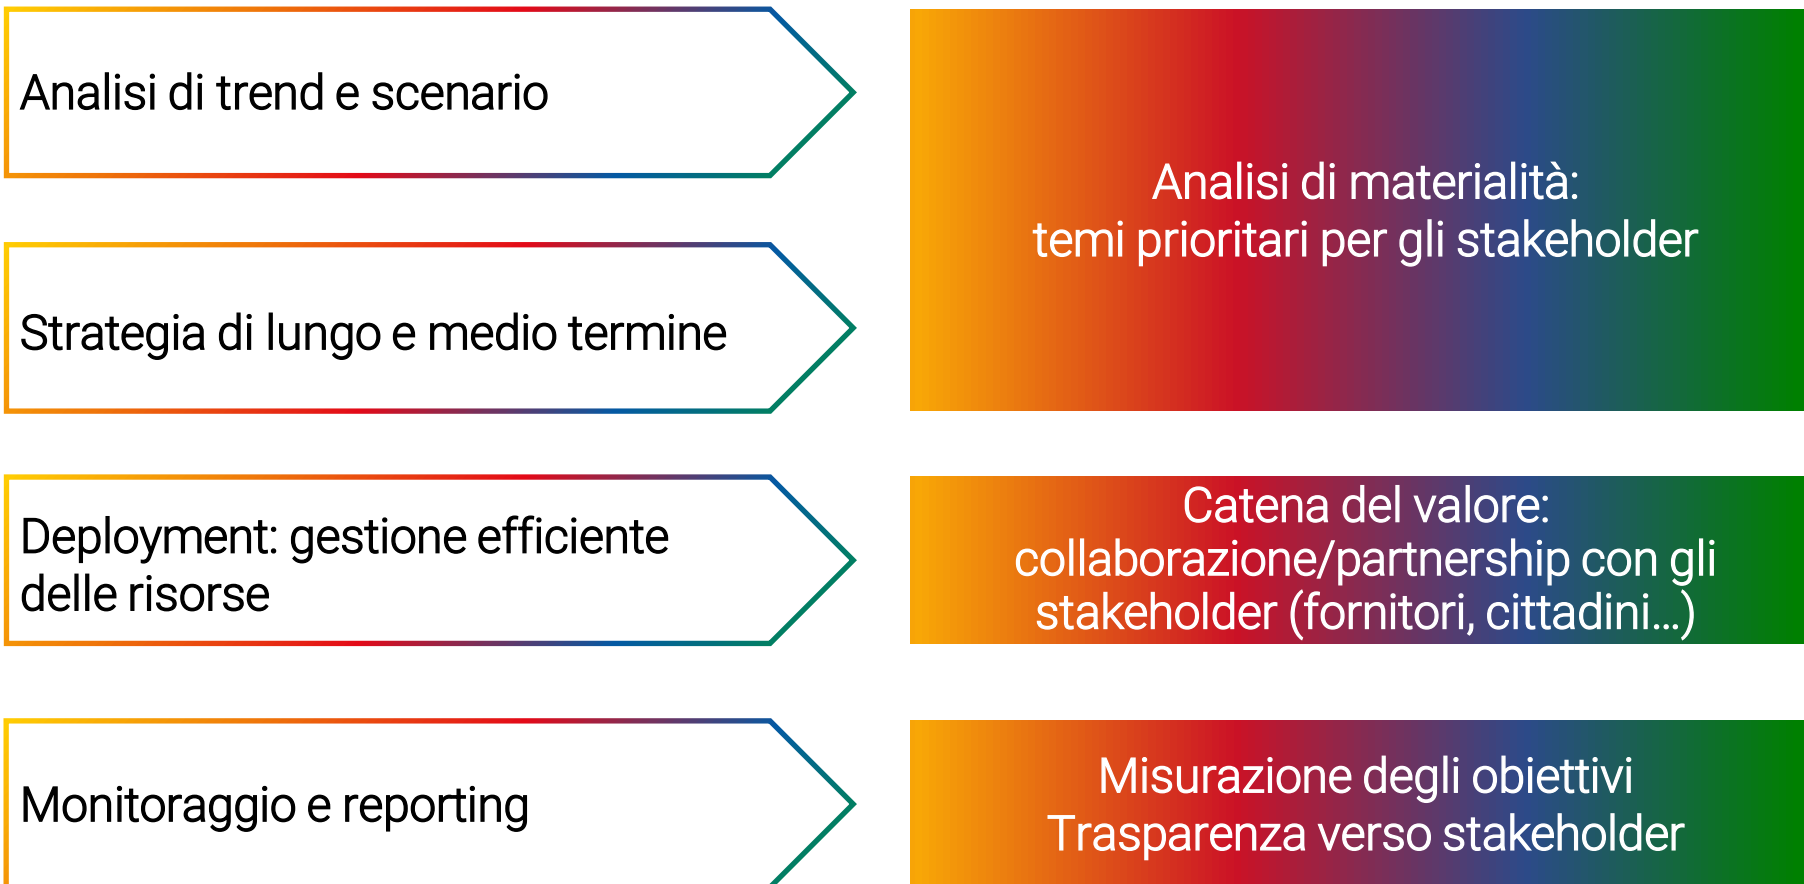 Analisi di trend e scenario
Analisi di materialità:
temi prioritari per gli stakeholder
Strategia di lungo e medio termine
Deployment: gestione efficiente
delle risorse
Catena del valore:
collaborazione/partnership con gli
stakeholder (fornitori, cittadini...)
Monitoraggio e reporting
Misurazione degli obiettivi
Trasparenza verso stakeholder